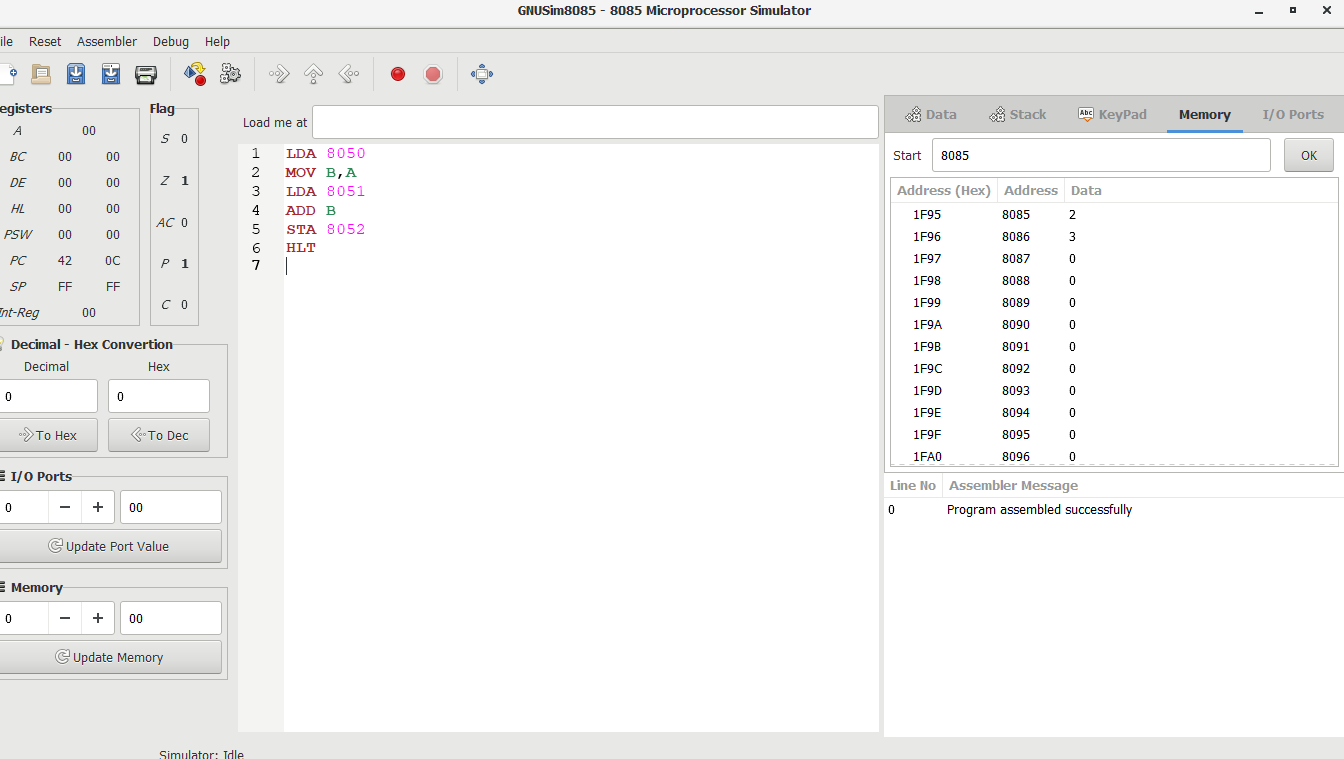 GNUSim8085 - 8085 Microprocessor Simulator
ile Reset Assembler Debug Help
egisters
A 00
BC 00 00
DE 00 00
HL 00 00
PSW 00 00
PC 42 0C
SP FF FF
Int-Reg 00
Flag
S 0
Z 1
AC 0
P 1
C 0
Decimal - Hex Convertion
Decimal Hex
0 0
To Hex To Dec
I/O Ports
0 − + 00
Update Port Value
Memory
0 − + 00
Update Memory
Load me at
1 LDA 8050
2 MOV B,A
3 LDA 8051
4 ADD B
5 STA 8052
6 HLT
7
Data Stack Abc KeyPad Memory I/O Ports
Start 8085 OK
Address (Hex) Address Data
1F95 8085 2
1F96 8086 3
1F97 8087 0
1F98 8088 0
1F99 8089 0
1F9A 8090 0
1F9B 8091 0
1F9C 8092 0
1F9D 8093 0
1F9E 8094 0
1F9F 8095 0
1FA0 8096 0
Line No Assembler Message
0 Program assembled successfully
Simulator: Idle